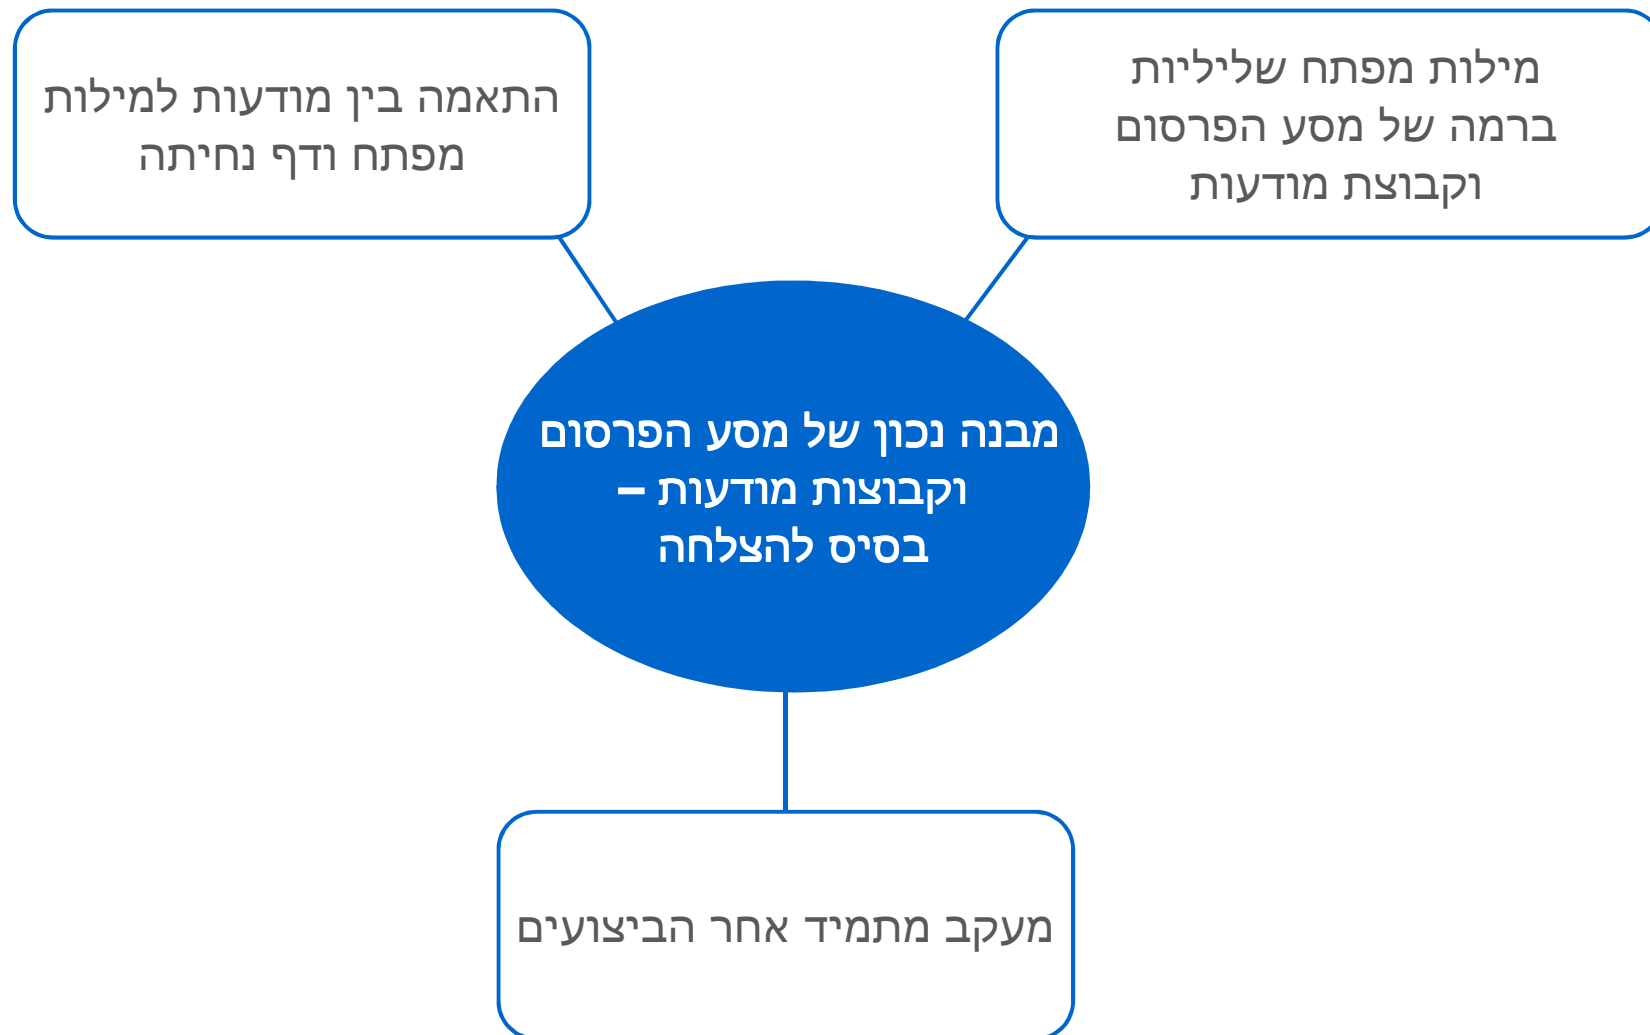 מילות מפתח שליליות
ברמה של מסע הפרסום
וקבוצת מודעות
התאמה בין מודעות למילות
מפתח ודף נחיתה
מבנה נכון של מסע הפרסום
וקבוצות מודעות –
בסיס להצלחה
מעקב מתמיד אחר הביצועים